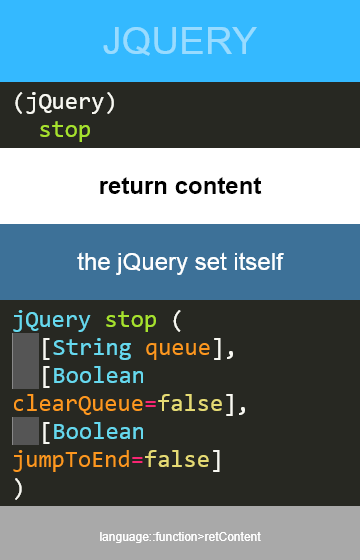 JQUERY
(jQuery)
stop
return content
the jQuery set itself
jQuery stop (
[String queue],
[Boolean
clearQueue=false],
[Boolean
jumpToEnd=false]
)
language::function>retContent